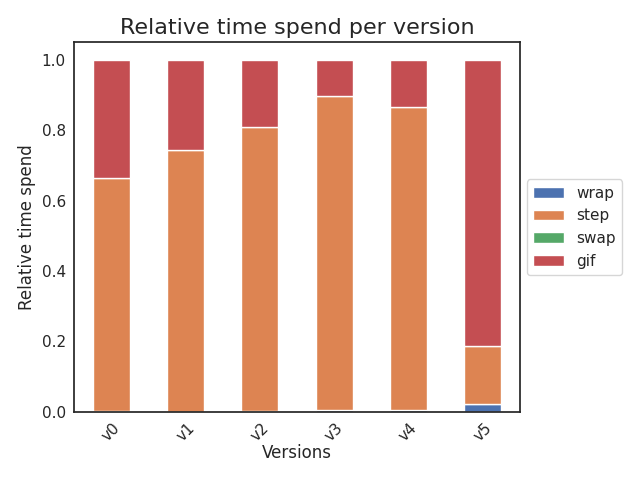 Relative time spend per version
Relative time spend
1.0
0.8
0.6
0.4
0.2
0.0
v0
v1
v2
v3
v4
v5
Versions
wrap
step
swap
gif